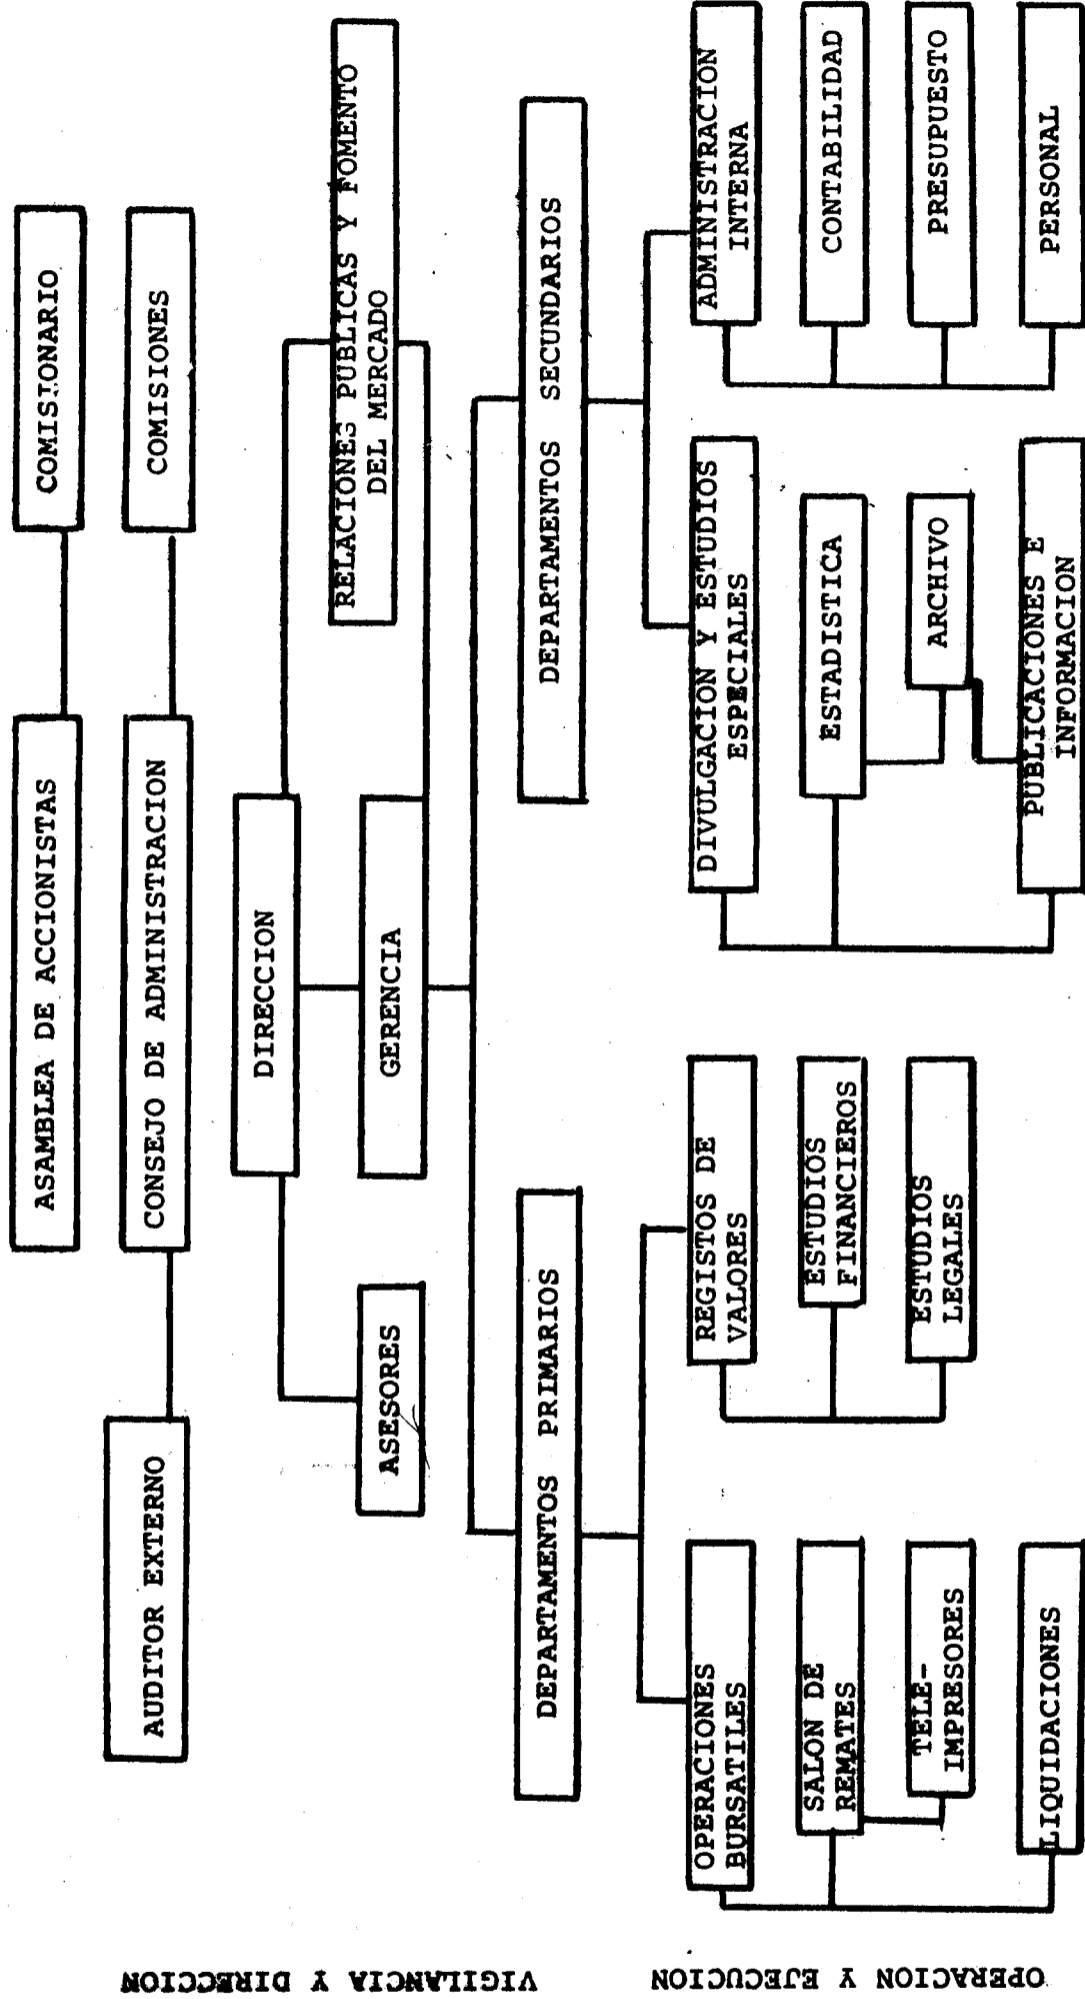 ASAMBLEA DE ACCIONISTAS
COMISIONARIO
AUDITOR EXTERNO
CONSEJO DE ADMINISTRACION
COMISIONES
DIRECCION
RELACIONES PUBLICAS Y FOMENTO
DEL MERCADO
ASESORES
GERENCIA
DEPARTAMENTOS PRIMARIOS
DEPARTAMENTOS SECUNDARIOS
OPERACIONES
BURSATILES
SALON DE
REMATES
TELE-
IMPRESORES
LIQUIDACIONES
REGISTOS DE
VALORES
ESTUDIOS
FINANCIEROS
ESTUDIOS
LEGALES
DIVULGACION Y ESTUDIOS
ESPECIALES
ESTADISTICA
ARCHIVO
PUBLICACIONES E
INFORMACION
ADMINISTRACION
INTERNA
CONTABILIDAD
PRESUPUESTO
PERSONAL
VIGILANCIA Y DIRECCION
OPERACION Y EJECUCION